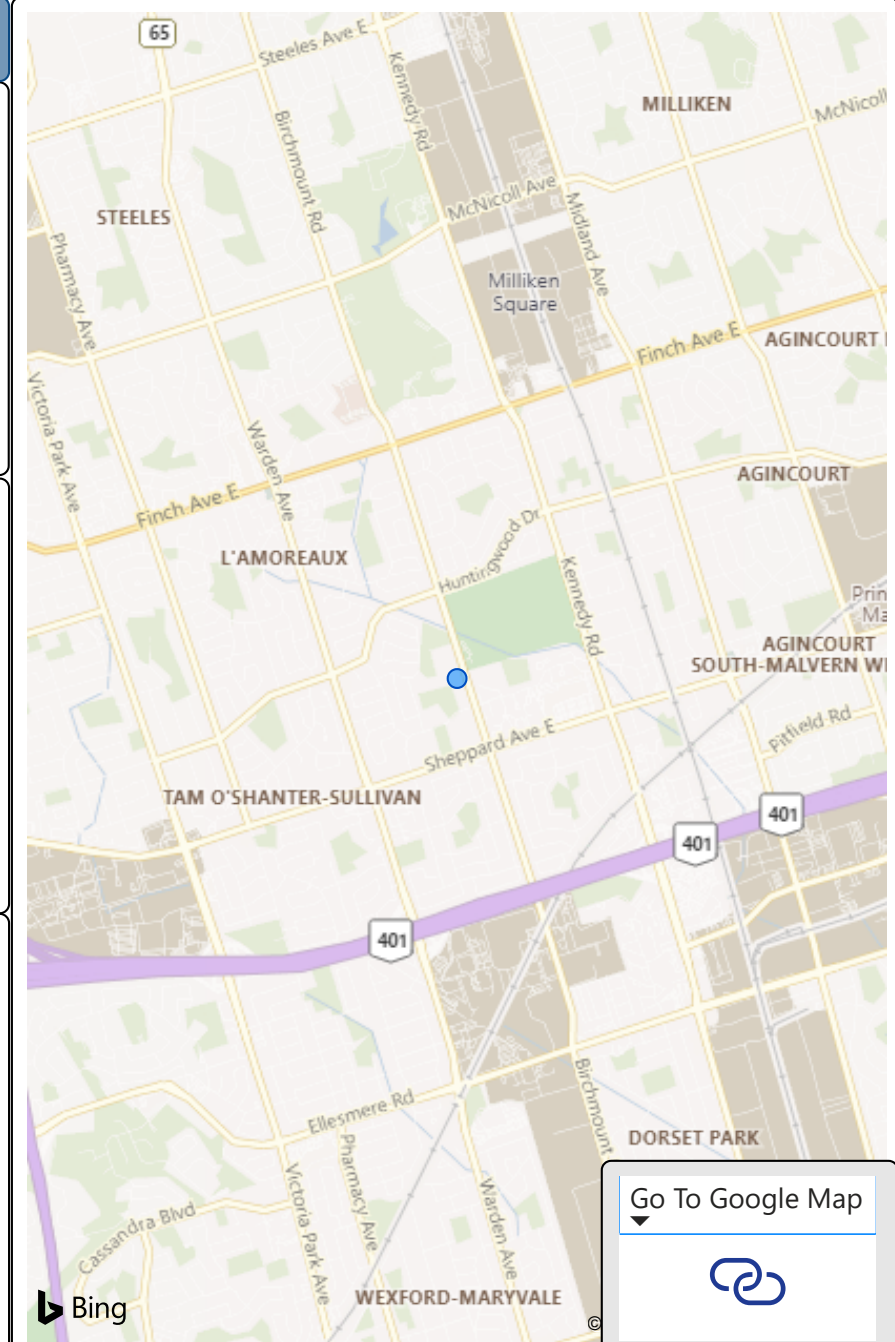 65
Steeles Ave E
Kennedy Rd
MILLIKEN
McNicoll
Birchmount Rd
McNicoll Ave
STEELES
Midland Ave
Pharmacy Ave
Milliken
Square
Finch Ave E
AGINCOURT
Victoria Park Ave
Warden Ave
AGINCOURT
Finch Ave E
Huntingwood Dr
L'AMOREAUX
Kennedy Rd
AGINCOURT
SOUTH-MALVERN
Pitfield Rd
Sheppard Ave E
TAM O'SHANTER-SULLIVAN
401
401
401
Ellesmere Rd
Birchmount
DORSET PARK
Pharmacy Ave
Victoria Park Ave
Warden Ave
Cassandra Blvd
Go To Google Map
WEXFORD-MARYVALE
Bing
©